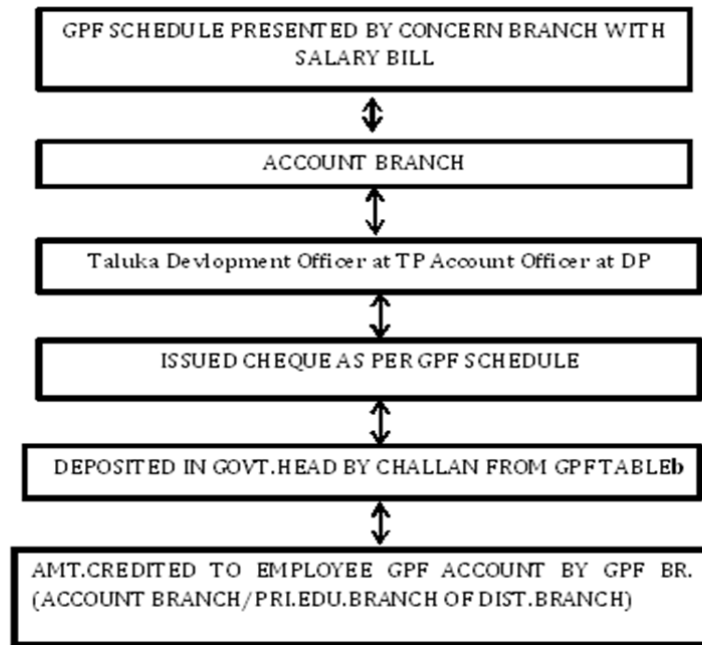 GPF SCHEDULE PRESENTED BY CONCERN BRANCH WITH
SALARY BILL
ACCOUNT BRANCH
Taluka Devlopment Officer at TP Account Officer at DP
ISSUED CHEQUE AS PER GPF SCHEDULE
DEPOSITED IN GOVT.HEAD BY CHALLAN FROM GPF TABLEb
AMT.CREDITED TO EMPLOYEE GPF ACCOUNT BY GPF BR.
(ACCOUNT BRANCH/PRI.EDU.BRANCH OF DIST.BRANCH)